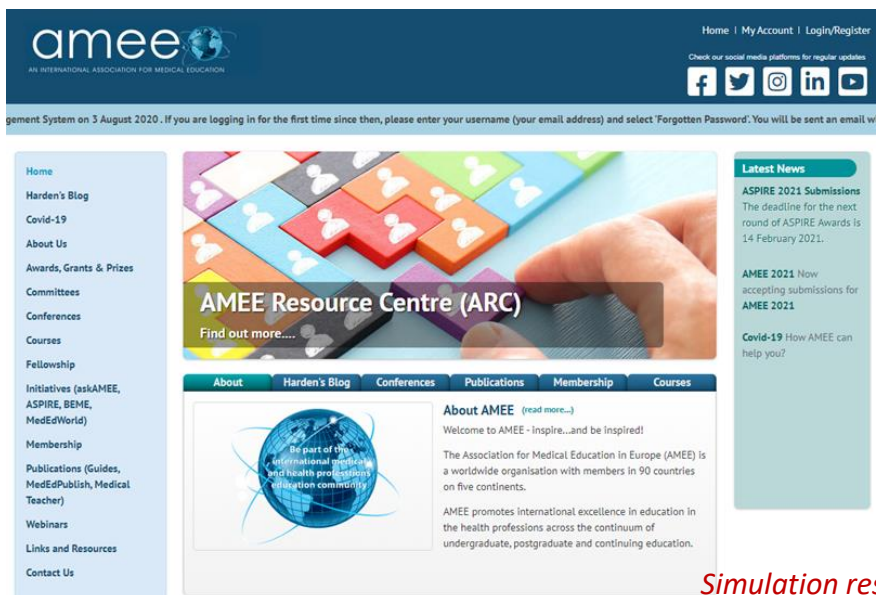 amee
AN INTERNATIONAL ASSOCIATION FOR MEDICAL EDUCATION
Home | My Account | Login/Register
Check our social media platforms for regular updates
gement System on 3 August 2020 . If you are logging in for the first time since then, please enter your username (your email address) and select 'Forgotten Password'. You will be sent an email w
Home
Harden's Blog
Covid-19
About Us
Awards, Grants & Prizes
Committees
Conferences
Courses
Fellowship
Initiatives (askAMEE,
ASPIRE, BEME,
MedEdWorld)
Membership
Publications (Guides,
MedEdPublish, Medical
Teacher)
Webinars
Links and Resources
Contact Us
AMEE Resource Centre (ARC)
Find out more....
About
Harden's Blog
Conferences
Publications
Membership
Courses
Be part of the
international medical
and health professions
education community
About AMEE (read more...)
Welcome to AMEE - inspire...and be inspired!
The Association for Medical Education in Europe (AMEE) is
a worldwide organisation with members in 90 countries
on five continents.
AMEE promotes international excellence in education in
the health professions across the continuum of
undergraduate, postgraduate and continuing education.
Latest News
ASPIRE 2021 Submissions
The deadline for the next
round of ASPIRE Awards is
14 February 2021.
AMEE 2021 Now
accepting submissions for
AMEE 2021
Covid-19 How AMEE can
help you?
Simulation res